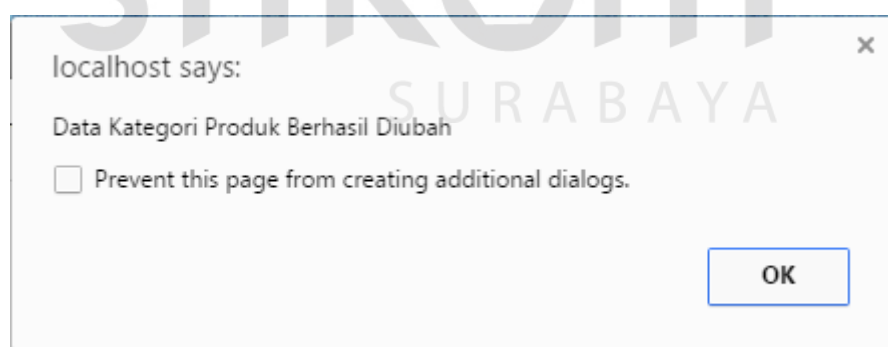 localhost says:
SURABAYA
Data Kategori Produk Berhasil Diubah
Prevent this page from creating additional dialogs.
OK